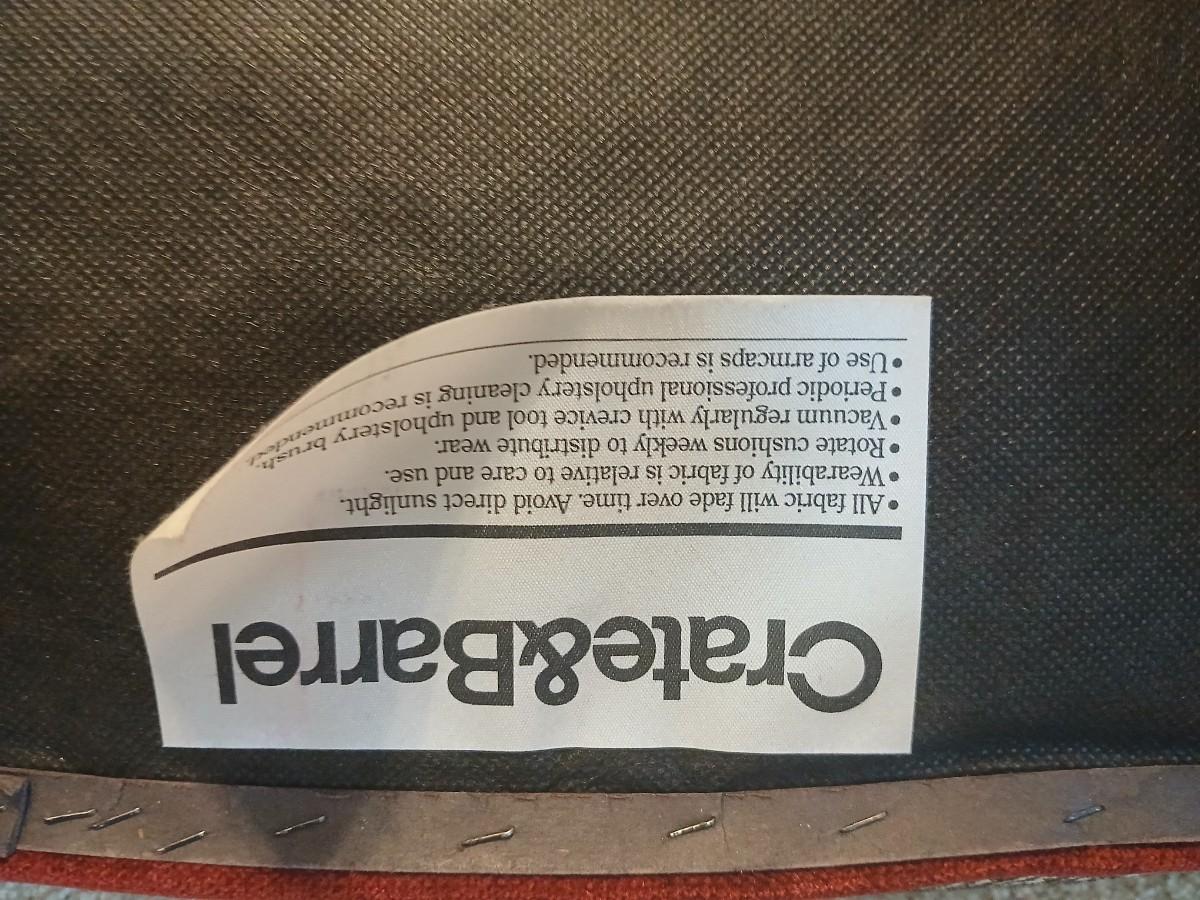 Crate&Barrel
• All fabric will fade over time. Avoid direct sunlight.
• Wearability of fabric is relative to care and use.
• Rotate cushions weekly to distribute wear.
• Vacuum regularly with crevice tool and upholstery brush.
• Periodic professional upholstery cleaning is recommended.
• Use of armcaps is recommended.